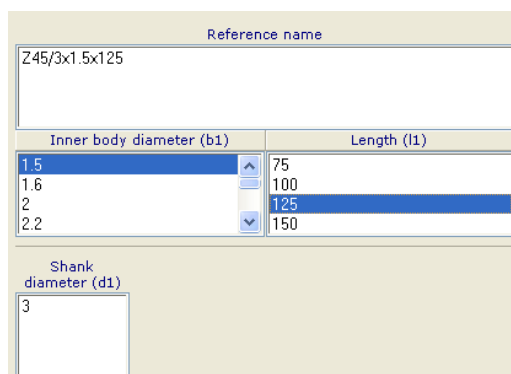 Reference name
Z45/3x1.5x125
Inner body diameter (b1)
Length (l1)
1.5
1.6
2
2.2
75
100
125
150
Shank
diameter (d1)
3